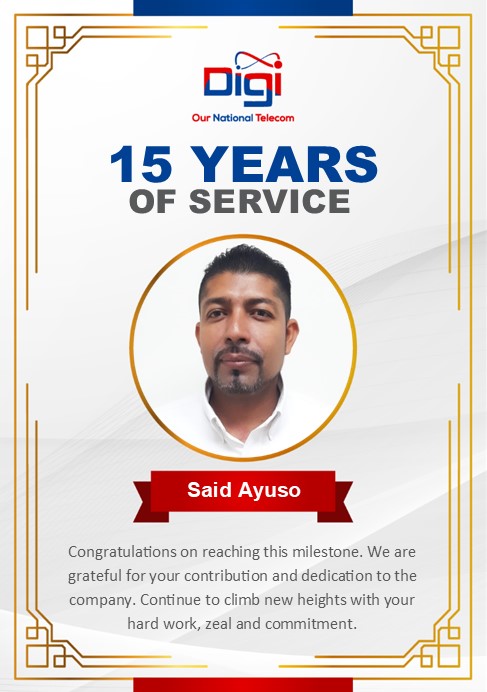 Digi
Our National Telecom
15 YEARS
OF SERVICE
Said Ayuso
Congratulations on reaching this milestone. We are
grateful for your contribution and dedication to the
company. Continue to climb new heights with your
hard work, zeal and commitment.